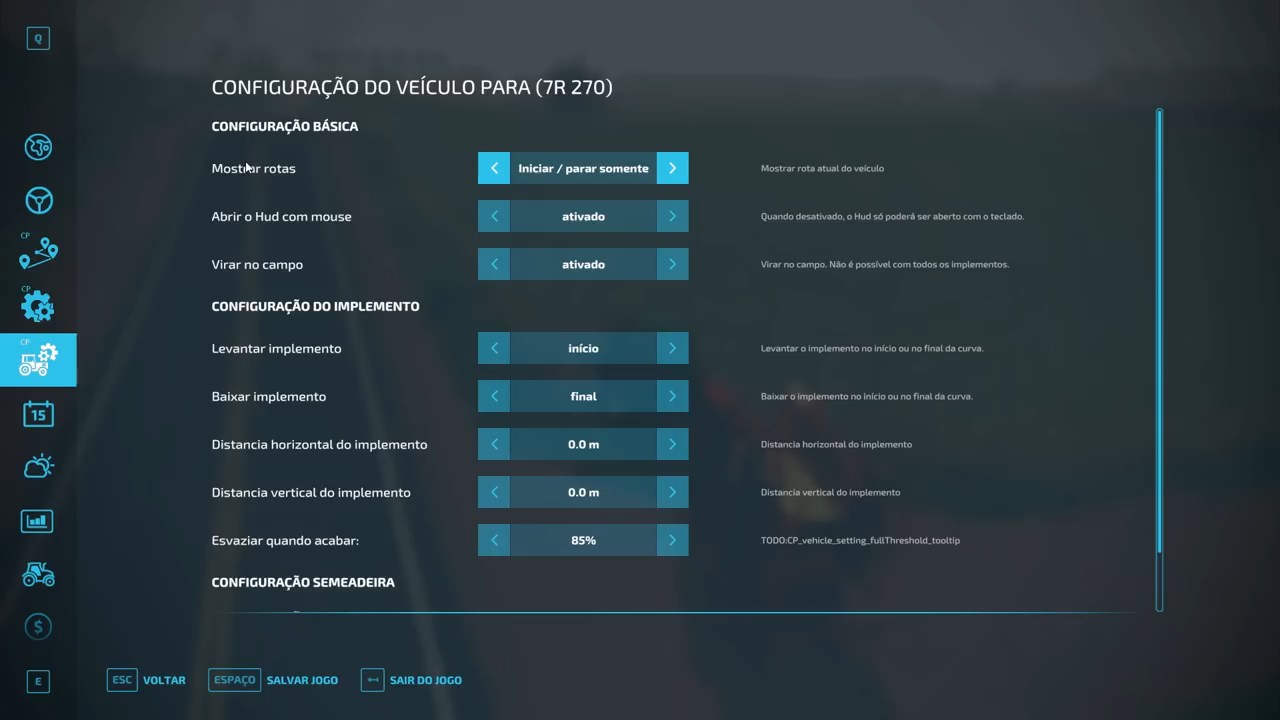 Q
CONFIGURAÇÃO DO VEÍCULO PARA (7R 270)
CONFIGURAÇÃO BÁSICA
Mostrar rotas
Iniciar / parar somente
Mostrar rota atual do veículo
Abrir o Hud com mouse
ativado
Quando desativado, o Hud só poderá ser aberto com o teclado.
CP
Virar no campo
ativado
Virar no campo. Não é possível com todos os implementos.
CP
CONFIGURAÇÃO DO IMPLEMENTO
CP
Levantar implemento
início
Levantar o implemento no início ou no final da curva.
Baixar implemento
final
Baixar o implemento no início ou no final da curva.
15
Distancia horizontal do implemento
0.0 m
Distancia horizontal do implemento
Distancia vertical do implemento
0.0 m
Distancia vertical do implemento
Esvaziar quando acabar:
85%
TODO:CP_vehicle_setting_fullThreshold_tooltip
CONFIGURAÇÃO SEMEADEIRA
$
E
ESC VOLTAR
ESPAÇO SALVAR JOGO
SAIR DO JOGO